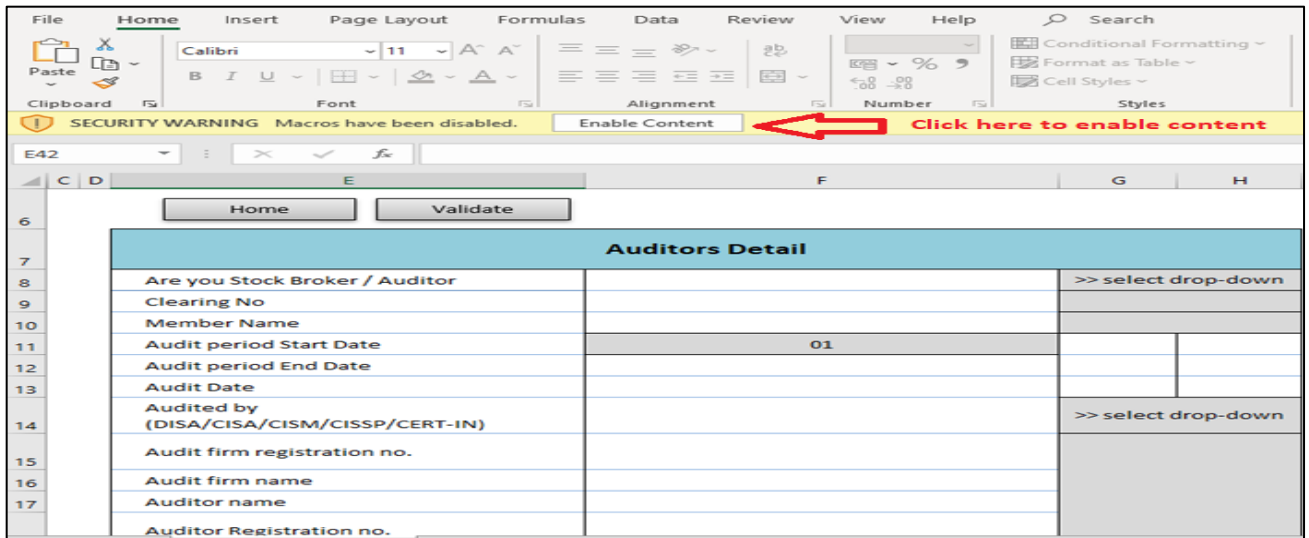 File Home Insert Page Layout Formulas Data Review View Help Search
Calibri 11 A^ A˅
Conditional Formatting
Paste
B I U A % 9
Format as Table
Cell Styles
Clipboard Font Alignment Number Styles
SECURITY WARNING Macros have been disabled. Enable Content Click here to enable content
E42 fx
C D E F G H
6 Home Validate
7 Auditors Detail
8 Are you Stock Broker / Auditor >> select drop-down
9 Clearing No
10 Member Name
11 Audit period Start Date 01
12 Audit period End Date
13 Audit Date
Audited by
14 (DISA/CISA/CISM/CISSP/CERT-IN) >> select drop-down
15 Audit firm registration no.
16 Audit firm name
17 Auditor name
Auditor Registration no.